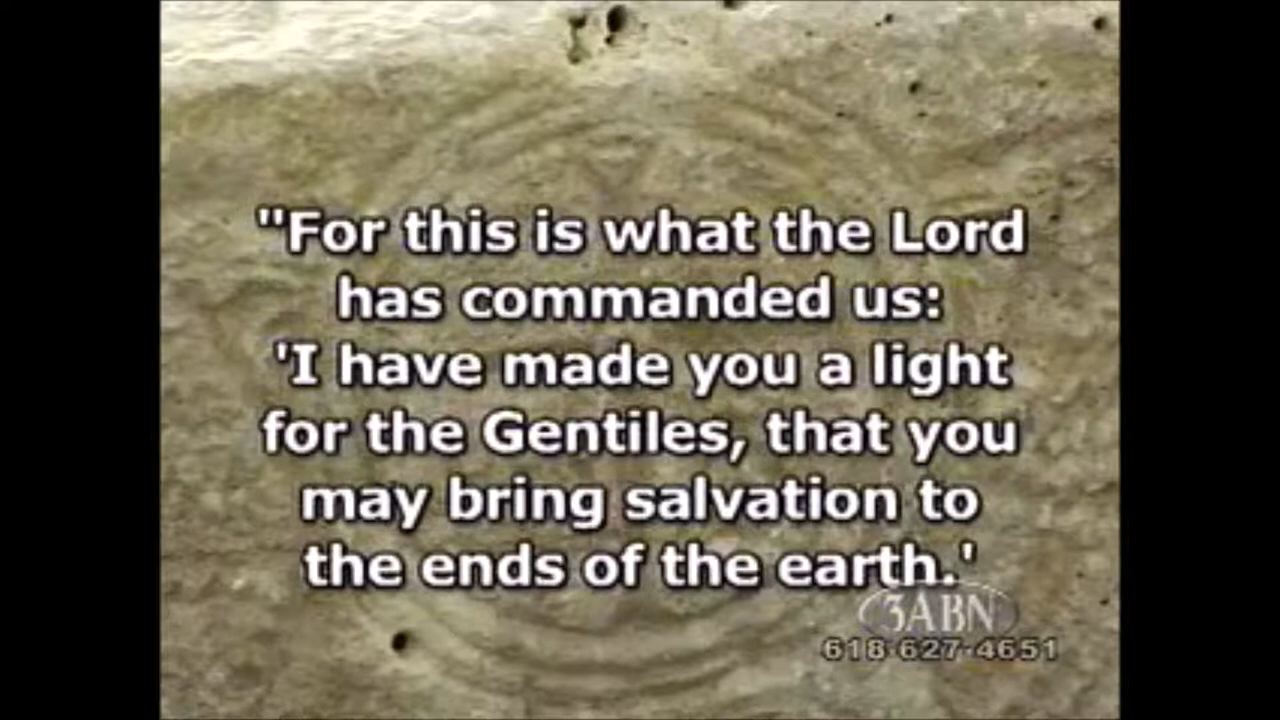 "For this is what the Lord
has commanded us:
'I have made you a light
for the Gentiles, that you
may bring salvation to
the ends of the earth.'
3ABN
618-627-4651